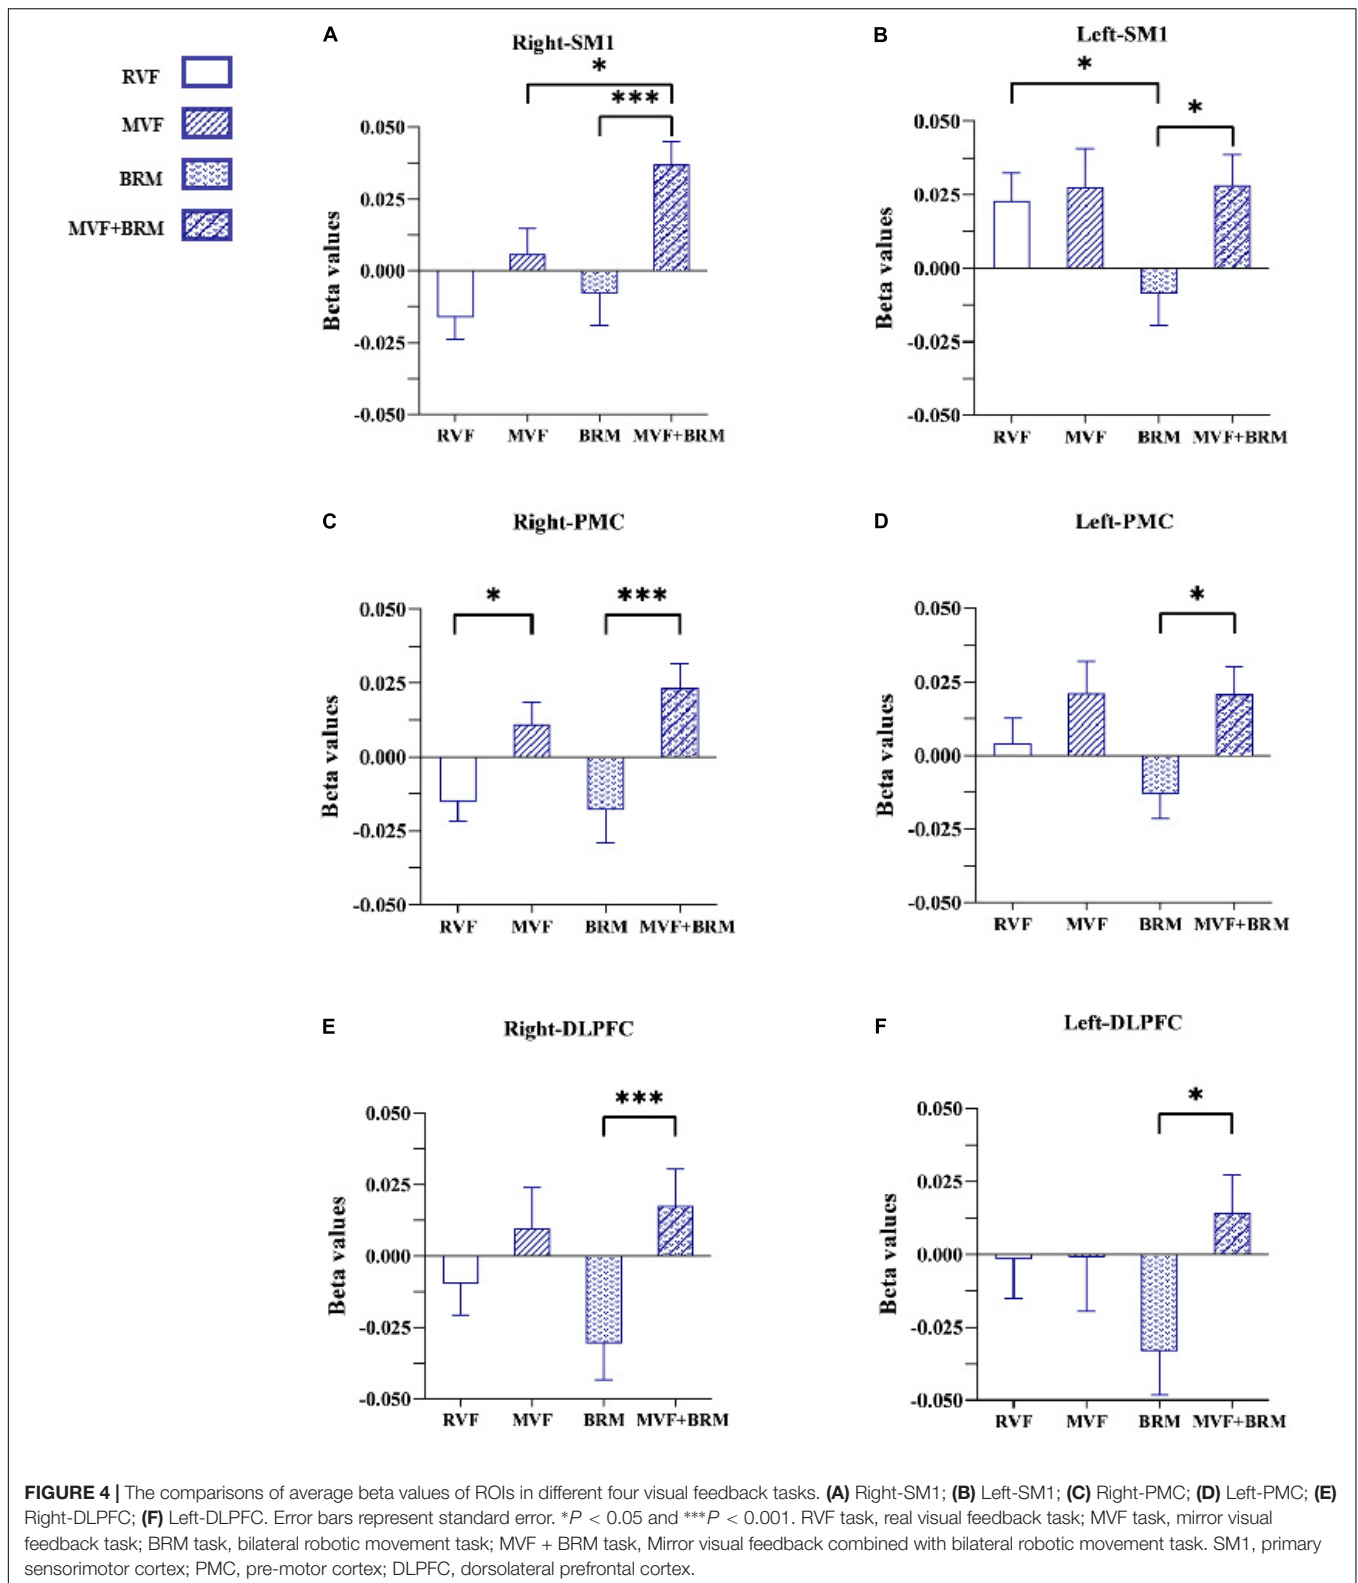 RVF
MVF
BRM
MVF+BRM
A
Right-SM1
*
***
0.050
0.025
0.000
-0.025
-0.050
Beta values
RVF MVF BRM MVF+BRM
B
Left-SM1
*
*
0.050
0.025
0.000
-0.025
-0.050
Beta values
RVF MVF BRM MVF+BRM
C
Right-PMC
* ***
0.050
0.025
0.000
-0.025
-0.050
Beta values
RVF MVF BRM MVF+BRM
D
Left-PMC
*
0.050
0.025
0.000
-0.025
-0.050
Beta values
RVF MVF BRM MVF+BRM
E
Right-DLPFC
***
0.050
0.025
0.000
-0.025
-0.050
Beta values
RVF MVF BRM MVF+BRM
F
Left-DLPFC
*
0.050
0.025
0.000
-0.025
-0.050
Beta values
RVF MVF BRM MVF+BRM
FIGURE 4 | The comparisons of average beta values of ROIs in different four visual feedback tasks. (A) Right-SM1; (B) Left-SM1; (C) Right-PMC; (D) Left-PMC; (E)
Right-DLPFC; (F) Left-DLPFC. Error bars represent standard error. *P < 0.05 and ***P < 0.001. RVF task, real visual feedback task; MVF task, mirror visual
feedback task; BRM task, bilateral robotic movement task; MVF + BRM task, Mirror visual feedback combined with bilateral robotic movement task. SM1, primary
sensorimotor cortex; PMC, pre-motor cortex; DLPFC, dorsolateral prefrontal cortex.